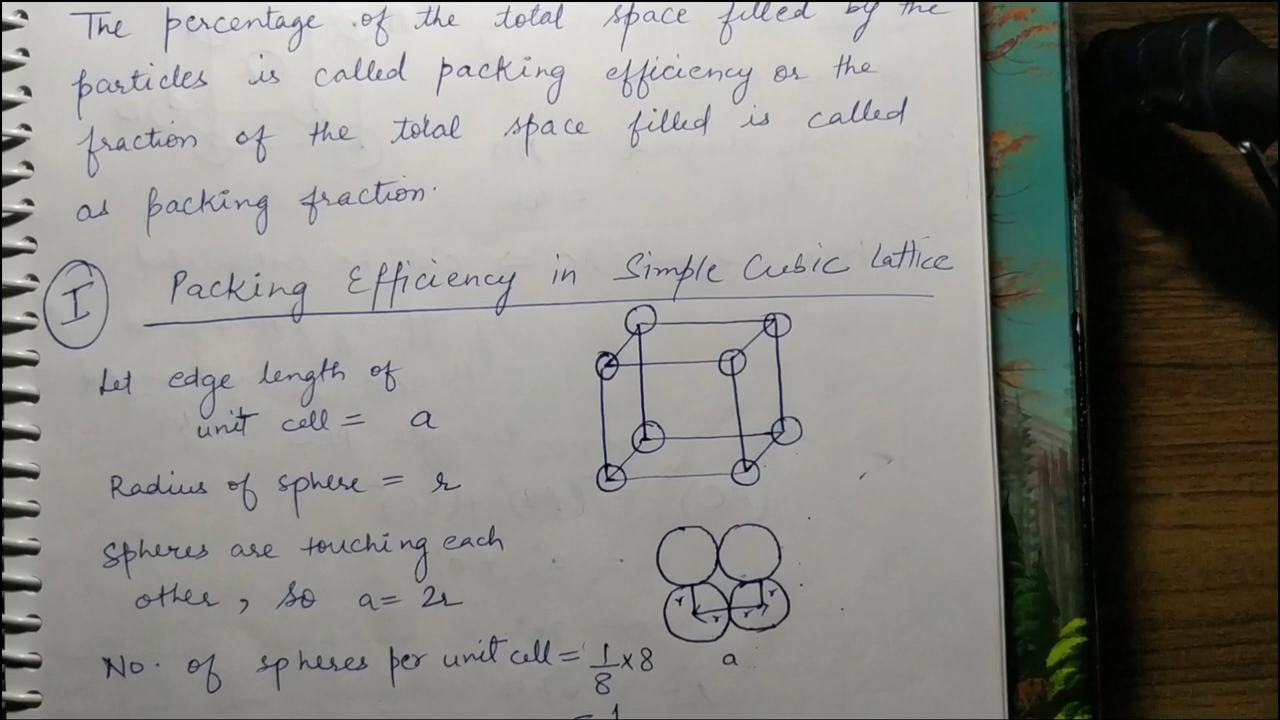 The percentage of the total space filled by the
particles is called packing efficiency or the
fraction of the total space filled is called
as packing fraction.
I Packing Efficiency in Simple Cubic Lattice
Let edge length of
unit cell = a
Radius of sphere = r
Spheres are touching each
other, so a = 2r
r r r r
No. of spheres per unit cell = 1/8 x 8
a
= 1